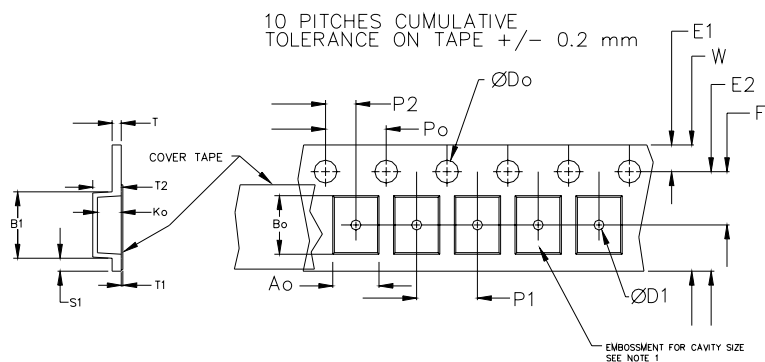 10 PITCHES CUMULATIVE
TOLERANCE ON TAPE +/- 0.2 mm
E1
W
E2
F
ØDo
P2
Po
T
COVER TAPE
T2
Ko
B1
Bo
T1
S1
Ao
P1
ØD1
EMBOSSMENT FOR CAVITY SIZE
SEE NOTE 1